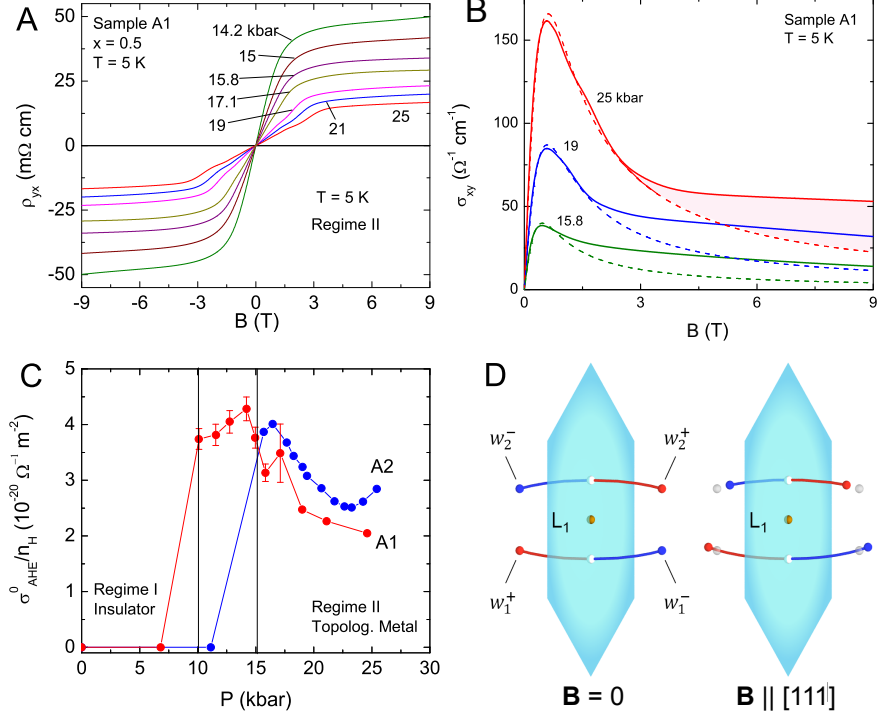 A
Sample A1
x = 0.5
T = 5 K
14.2 kbar
15
15.8
17.1
19
21
25
T = 5 K
Regime II
ρyx (mΩ cm)
50
25
0
-25
-50
-9 -6 -3 0 3 6 9
B (T)
B
Sample A1
T = 5 K
25 kbar
19
15.8
σxy (Ω⁻¹ cm⁻¹)
150
100
50
0
0 3 6 9
B (T)
C
σ⁰AHE/nH (10⁻²⁰ Ω⁻¹ m⁻²)
5
4
3
2
1
0
A2
A1
Regime I
Insulator
Regime II
Topolog. Metal
0 5 10 15 20 25 30
P (kbar)
D
w₂⁻ w₂⁺
L₁ L₁
w₁⁺ w₁⁻
B = 0 B || [111]